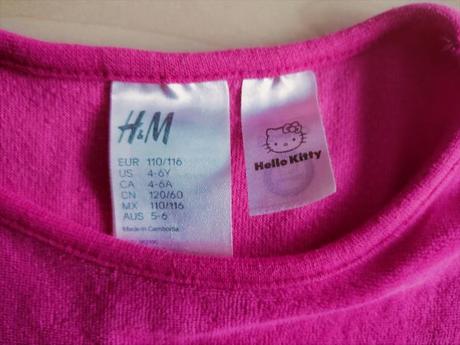 H&M
EUR 110/116
US 4-6Y
CA 4-6A
CN 120/60
MX 110/116
AUS 5-6
Made in Cambodia
Hello Kitty